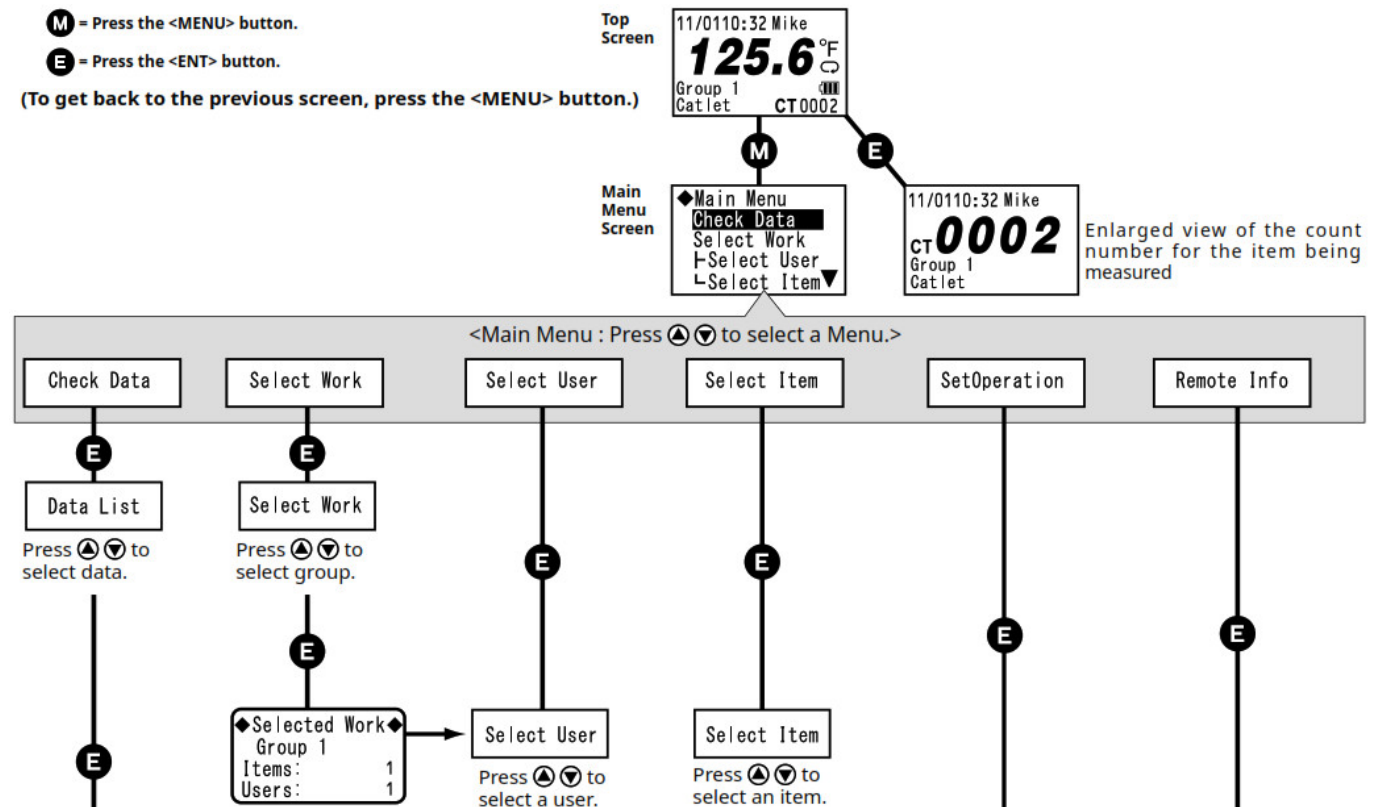 M = Press the <MENU> button.
E = Press the <ENT> button.
(To get back to the previous screen, press the <MENU> button.)
Top
Screen
11/0110:32 Mike
125.6 °F
Group 1
Catlet CT0002
M
E
Main
Menu
Screen
◆Main Menu
Check Data
Select Work
├Select User
└Select Item▼
11/0110:32 Mike
CT0002
Group 1
Catlet
Enlarged view of the count
number for the item being
measured
<Main Menu : Press ▲ ▼ to select a Menu.>
Check Data
Select Work
Select User
Select Item
SetOperation
Remote Info
E
E
Data List
Select Work
Press ▲ ▼ to
select data.
Press ▲ ▼ to
select group.
E
E
E
E
E
◆Selected Work◆
Group 1
Items: 1
Users: 1
Select User
Select Item
E
Press ▲ ▼ to
select a user.
Press ▲ ▼ to
select an item.